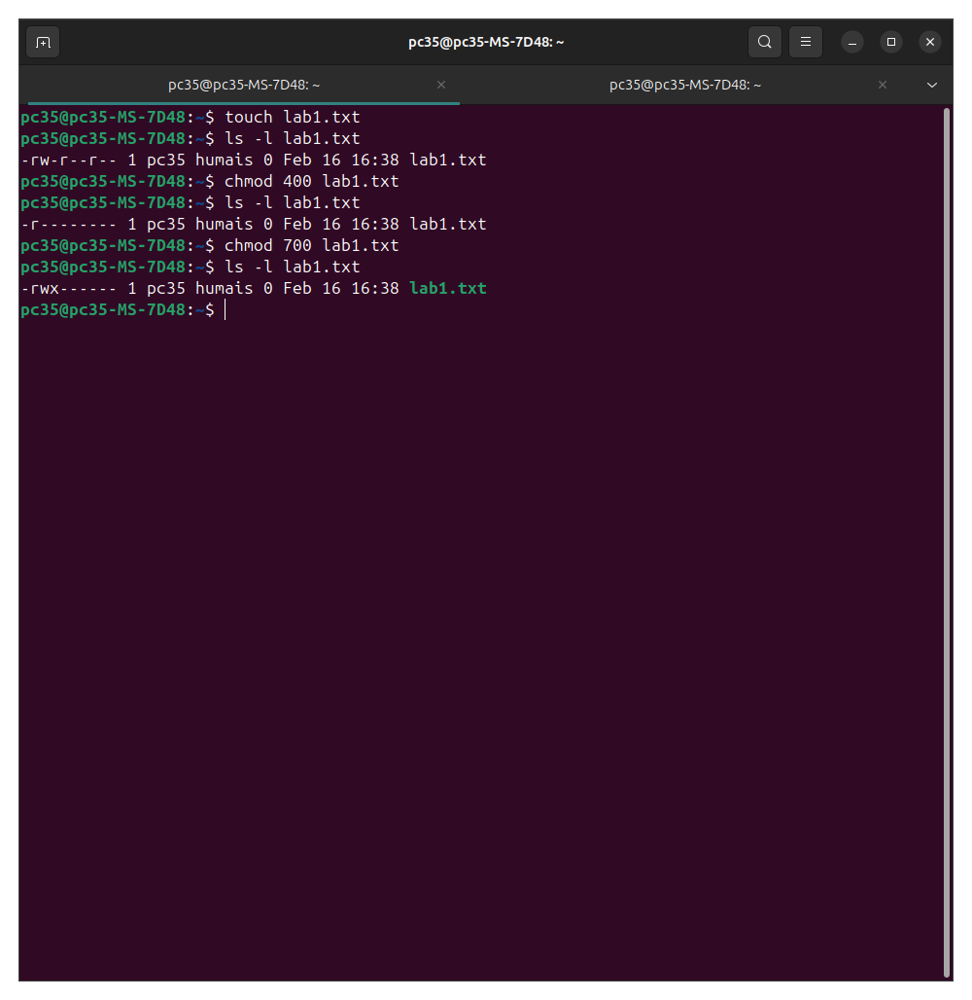 pc35@pc35-MS-7D48: ~
pc35@pc35-MS-7D48: ~
pc35@pc35-MS-7D48: ~
pc35@pc35-MS-7D48:~$ touch lab1.txt
pc35@pc35-MS-7D48:~$ ls -l lab1.txt
-rw-r--r-- 1 pc35 humais 0 Feb 16 16:38 lab1.txt
pc35@pc35-MS-7D48:~$ chmod 400 lab1.txt
pc35@pc35-MS-7D48:~$ ls -l lab1.txt
-r-------- 1 pc35 humais 0 Feb 16 16:38 lab1.txt
pc35@pc35-MS-7D48:~$ chmod 700 lab1.txt
pc35@pc35-MS-7D48:~$ ls -l lab1.txt
-rwx------ 1 pc35 humais 0 Feb 16 16:38 lab1.txt
pc35@pc35-MS-7D48:~$